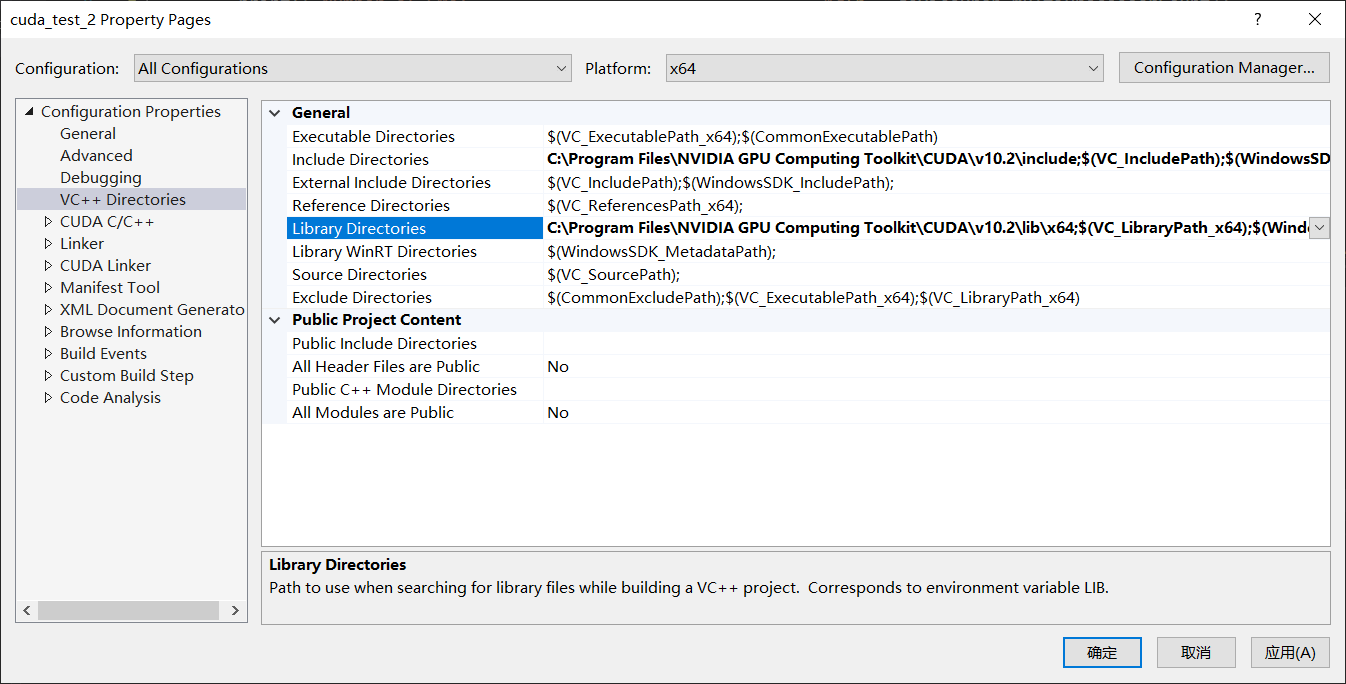 cuda_test_2 Property Pages
?
Configuration: All Configurations Platform: x64 Configuration Manager...
Configuration Properties
General
Advanced
Debugging
VC++ Directories
CUDA C/C++
Linker
CUDA Linker
Manifest Tool
XML Document Generato
Browse Information
Build Events
Custom Build Step
Code Analysis
General
Executable Directories $(VC_ExecutablePath_x64);$(CommonExecutablePath)
Include Directories C:\Program Files\NVIDIA GPU Computing Toolkit\CUDA\v10.2\include;$(VC_IncludePath);$(WindowsSD
External Include Directories $(VC_IncludePath);$(WindowsSDK_IncludePath);
Reference Directories $(VC_ReferencesPath_x64);
Library Directories C:\Program Files\NVIDIA GPU Computing Toolkit\CUDA\v10.2\lib\x64;$(VC_LibraryPath_x64);$(Wind
Library WinRT Directories $(WindowsSDK_MetadataPath);
Source Directories $(VC_SourcePath);
Exclude Directories $(CommonExcludePath);$(VC_ExecutablePath_x64);$(VC_LibraryPath_x64)
Public Project Content
Public Include Directories
All Header Files are Public No
Public C++ Module Directories
All Modules are Public No
Library Directories
Path to use when searching for library files while building a VC++ project.  Corresponds to environment variable LIB.
确定 取消 应用(A)